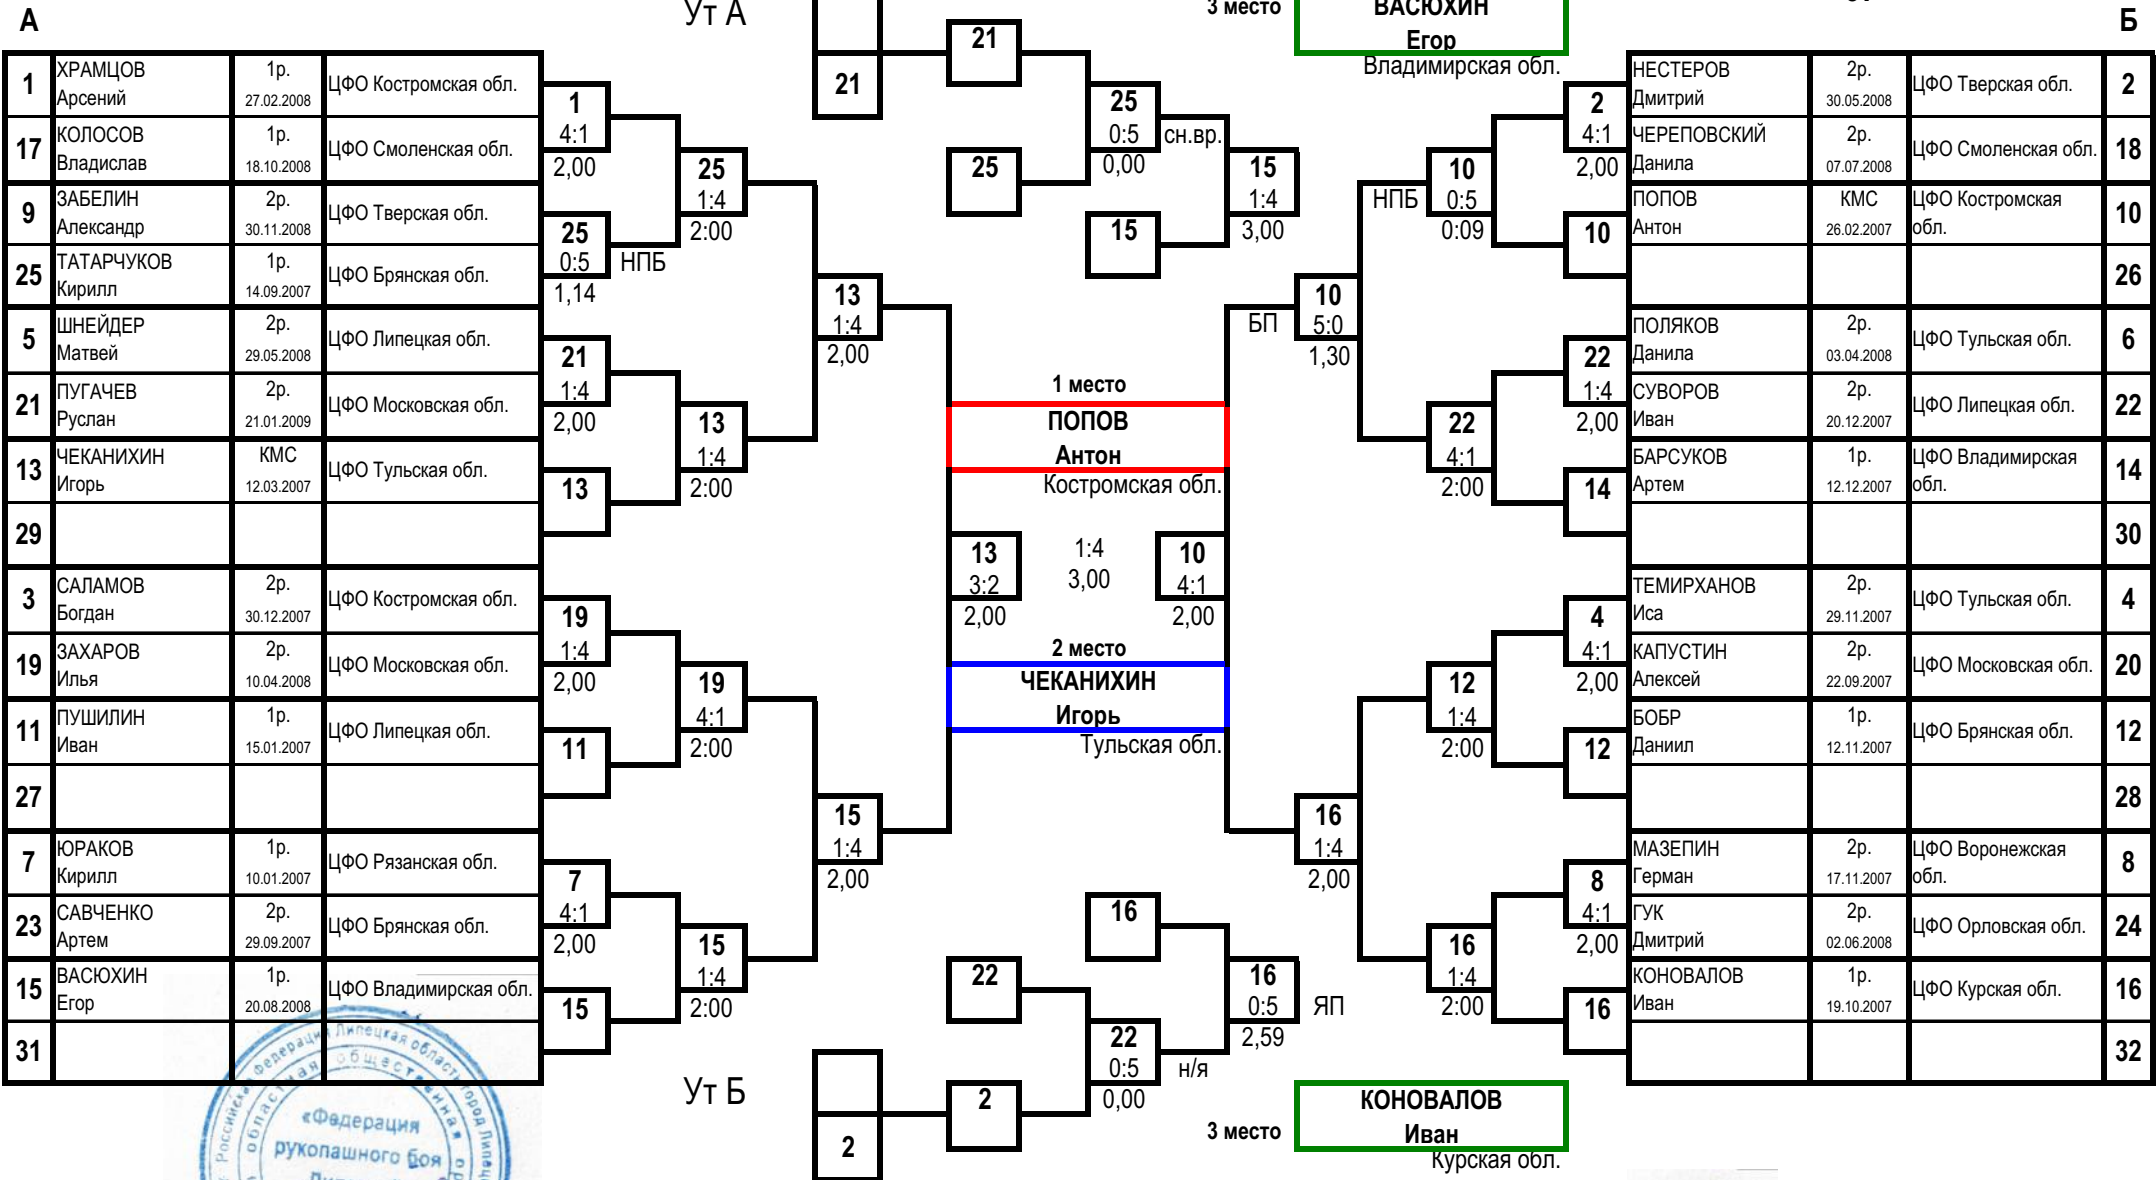 А
Ут А
3 место
ВАСЮХИН
Егор
Владимирская обл.
Б
1
ХРАМЦОВ
Арсений
1р.
27.02.2008
ЦФО Костромская обл.
17
КОЛОСОВ
Владислав
1р.
18.10.2008
ЦФО Смоленская обл.
9
ЗАБЕЛИН
Александр
2р.
30.11.2008
ЦФО Тверская обл.
25
ТАТАРЧУКОВ
Кирилл
1р.
14.09.2007
ЦФО Брянская обл.
5
ШНЕЙДЕР
Матвей
2р.
29.05.2008
ЦФО Липецкая обл.
21
ПУГАЧЕВ
Руслан
2р.
21.01.2009
ЦФО Московская обл.
13
ЧЕКАНИХИН
Игорь
КМС
12.03.2007
ЦФО Тульская обл.
29
3
САЛАМОВ
Богдан
2р.
30.12.2007
ЦФО Костромская обл.
19
ЗАХАРОВ
Илья
2р.
10.04.2008
ЦФО Московская обл.
11
ПУШИЛИН
Иван
1р.
15.01.2007
ЦФО Липецкая обл.
27
7
ЮРАКОВ
Кирилл
1р.
10.01.2007
ЦФО Рязанская обл.
23
САВЧЕНКО
Артем
2р.
29.09.2007
ЦФО Брянская обл.
15
ВАСЮХИН
Егор
1р.
20.08.2008
ЦФО Владимирская обл.
31
1
4:1
2,00
25
0:5
НПБ
1,14
21
1:4
2,00
13
19
1:4
2,00
11
7
4:1
2,00
15
25
1:4
2:00
13
1:4
2:00
19
4:1
2:00
15
1:4
2:00
13
1:4
2,00
15
1:4
2,00
21
21
25
25
0:5
сн.вр.
0,00
15
15
1:4
3,00
1 место
ПОПОВ
Антон
Костромская обл.
13
3:2
2,00
1:4
3,00
10
4:1
2,00
2 место
ЧЕКАНИХИН
Игорь
Тульская обл.
16
22
22
0:5
н/я
0,00
16
0:5
ЯП
2,59
Ут Б
2
2
3 место
КОНОВАЛОВ
Иван
Курская обл.
БП
10
5:0
1,30
16
1:4
2,00
НПБ
10
0:5
0:09
22
4:1
2:00
12
1:4
2:00
16
1:4
2:00
2
4:1
2,00
10
22
1:4
2,00
14
4
4:1
2,00
12
8
4:1
2,00
16
НЕСТЕРОВ
Дмитрий
2р.
30.05.2008
ЦФО Тверская обл.
2
ЧЕРЕПОВСКИЙ
Данила
2р.
07.07.2008
ЦФО Смоленская обл.
18
ПОПОВ
Антон
КМС
26.02.2007
ЦФО Костромская
обл.
10
26
ПОЛЯКОВ
Данила
2р.
03.04.2008
ЦФО Тульская обл.
6
СУВОРОВ
Иван
2р.
20.12.2007
ЦФО Липецкая обл.
22
БАРСУКОВ
Артем
1р.
12.12.2007
ЦФО Владимирская
обл.
14
30
ТЕМИРХАНОВ
Иса
2р.
29.11.2007
ЦФО Тульская обл.
4
КАПУСТИН
Алексей
2р.
22.09.2007
ЦФО Московская обл.
20
БОБР
Даниил
1р.
12.11.2007
ЦФО Брянская обл.
12
28
МАЗЕПИН
Герман
2р.
17.11.2007
ЦФО Воронежская
обл.
8
ГУК
Дмитрий
2р.
02.06.2008
ЦФО Орловская обл.
24
КОНОВАЛОВ
Иван
1р.
19.10.2007
ЦФО Курская обл.
16
32
Федерация Липецкая область город
областная общественная
«Федерация
рукопашного боя